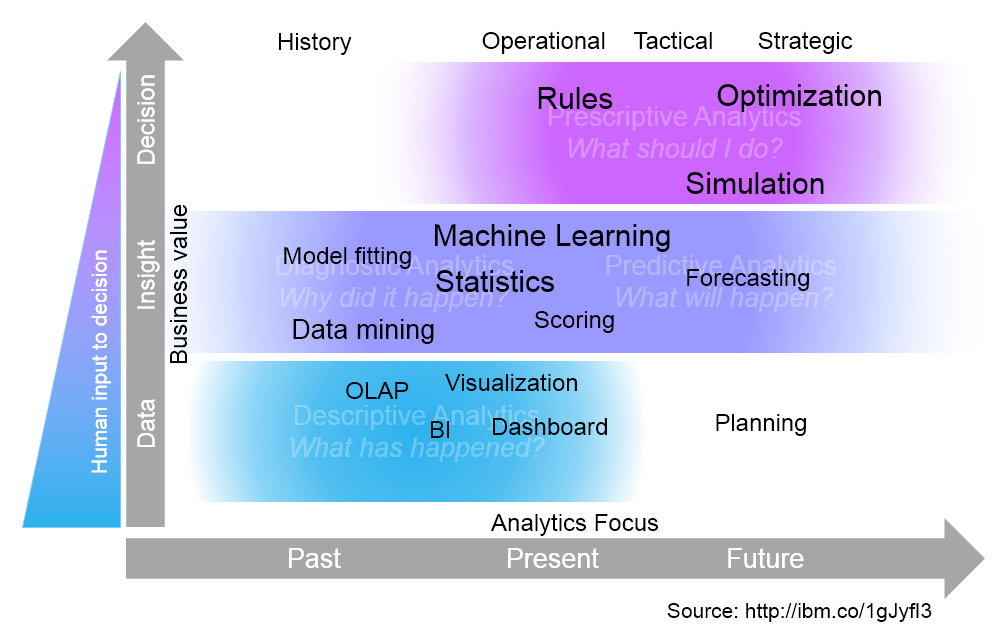 History
Operational
Tactical
Strategic
Decision
Rules
Optimization
Prescriptive Analytics
What should I do?
Simulation
Business value
Insight
Machine Learning
Model fitting
Diagnostic Analytics
Why did it happen?
Statistics
Predictive Analytics
What will happen?
Forecasting
Scoring
Data mining
Human input to decision
Data
OLAP
Visualization
Descriptive Analytics
What has happened?
BI
Dashboard
Planning
Analytics Focus
Past
Present
Future
Source: http://ibm.co/1gJyfl3